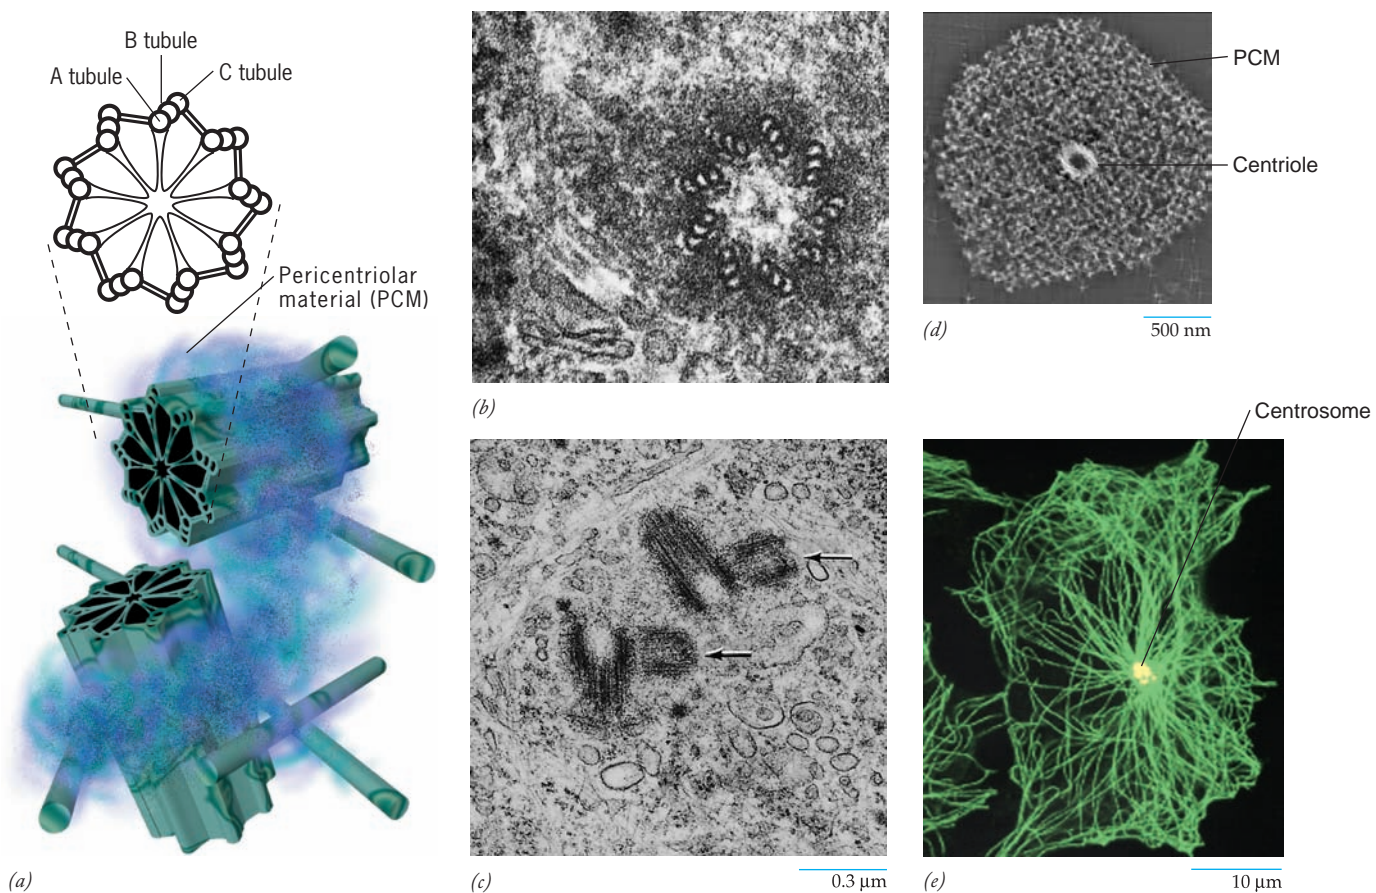 B tubule
A tubule
C tubule
Pericentriolar
material (PCM)
(a)
(b)
(c)
0.3 µm
PCM
Centriole
(d)
500 nm
Centrosome
(e)
10 µm